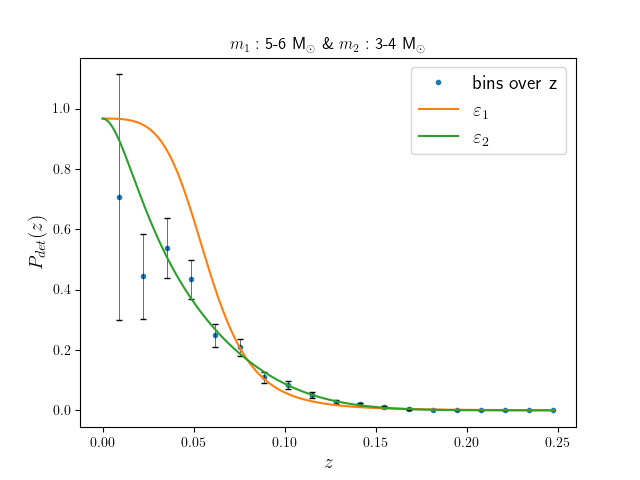 m₁ : 5-6 M⊙ & m₂ : 3-4 M⊙
bins over z
ε₁
ε₂
P_det(z)
1.0
0.8
0.6
0.4
0.2
0.0
0.00 0.05 0.10 0.15 0.20 0.25
z